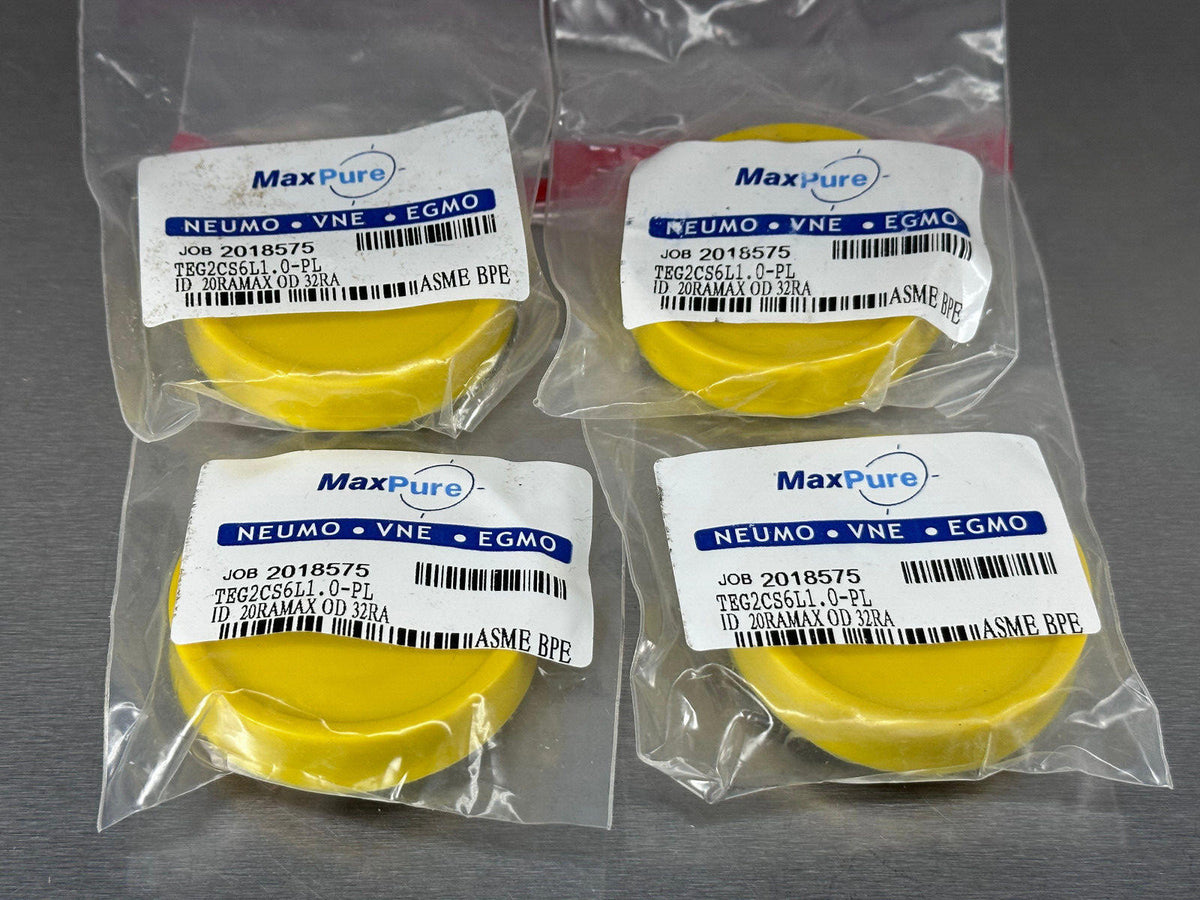 MaxPure
NEUMO • VNE • EGMO
JOB 2018575
TEG2CS6L1.0-PL
ID 20RAMAX OD 32RA
ASME BPE
MaxPure
NEUMO • VNE • EGMO
JOB 2018575
TEG2CS6L1.0-PL
ID 20RAMAX OD 32RA
ASME BPE
MaxPure
NEUMO • VNE • EGMO
JOB 2018575
TEG2CS6L1.0-PL
ID 20RAMAX OD 32RA
ASME BPE
MaxPure
NEUMO • VNE • EGMO
JOB 2018575
TEG2CS6L1.0-PL
ID 20RAMAX OD 32RA
ASME BPE